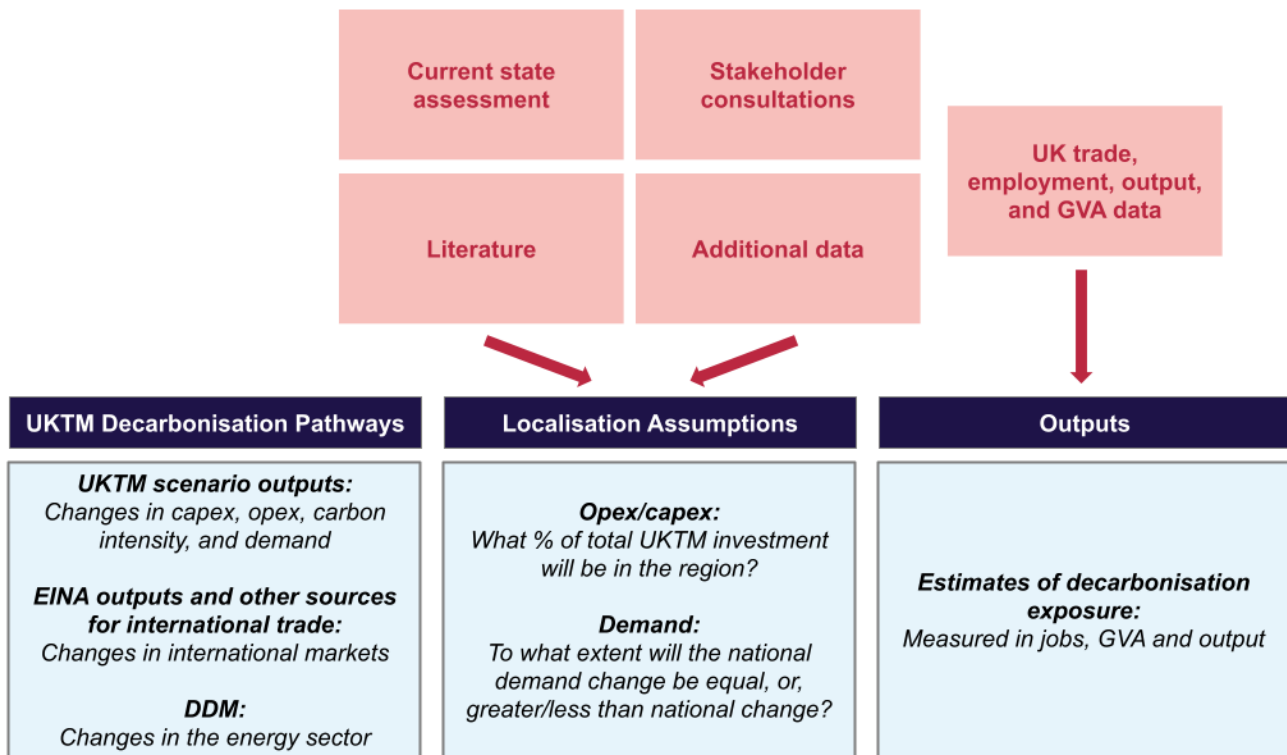 Current state
assessment
Stakeholder
consultations
UK trade,
employment, output,
and GVA data
Literature
Additional data
UKTM Decarbonisation Pathways
UKTM scenario outputs:
Changes in capex, opex, carbon
intensity, and demand
EINA outputs and other sources
for international trade:
Changes in international markets
DDM:
Changes in the energy sector
Localisation Assumptions
Opex/capex:
What % of total UKTM investment
will be in the region?
Demand:
To what extent will the national
demand change be equal, or,
greater/less than national change?
Outputs
Estimates of decarbonisation
exposure:
Measured in jobs, GVA and output